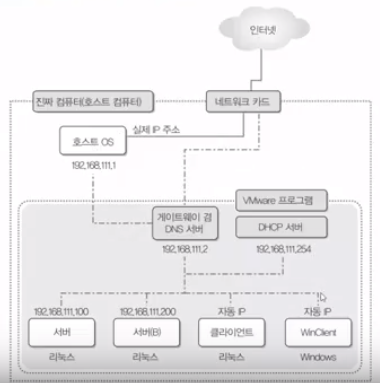 인터넷
진짜 컴퓨터(호스트 컴퓨터)
네트워크 카드
실제 IP 주소
호스트 OS
192.168.111.1
VMware 프로그램
게이트웨이 겸
DNS 서버
DHCP 서버
192.168.111.2
192.168.111.254
192.168.111.100
192.168.111.200
자동 IP
자동 IP
서버
서버(B)
클라이언트
WinClient
리눅스
리눅스
리눅스
Windows